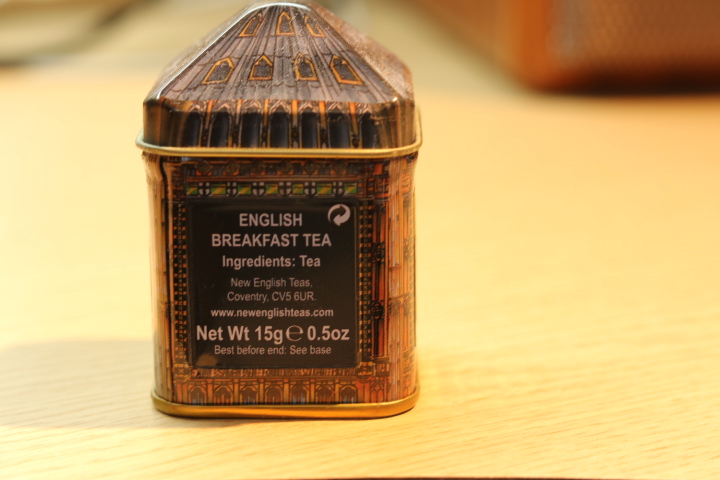 ENGLISH
BREAKFAST TEA
Ingredients: Tea
New English Teas,
Coventry, CV5 6UR.
www.newenglishteas.com
Net Wt 15g ℮ 0.5oz
Best before end: See base